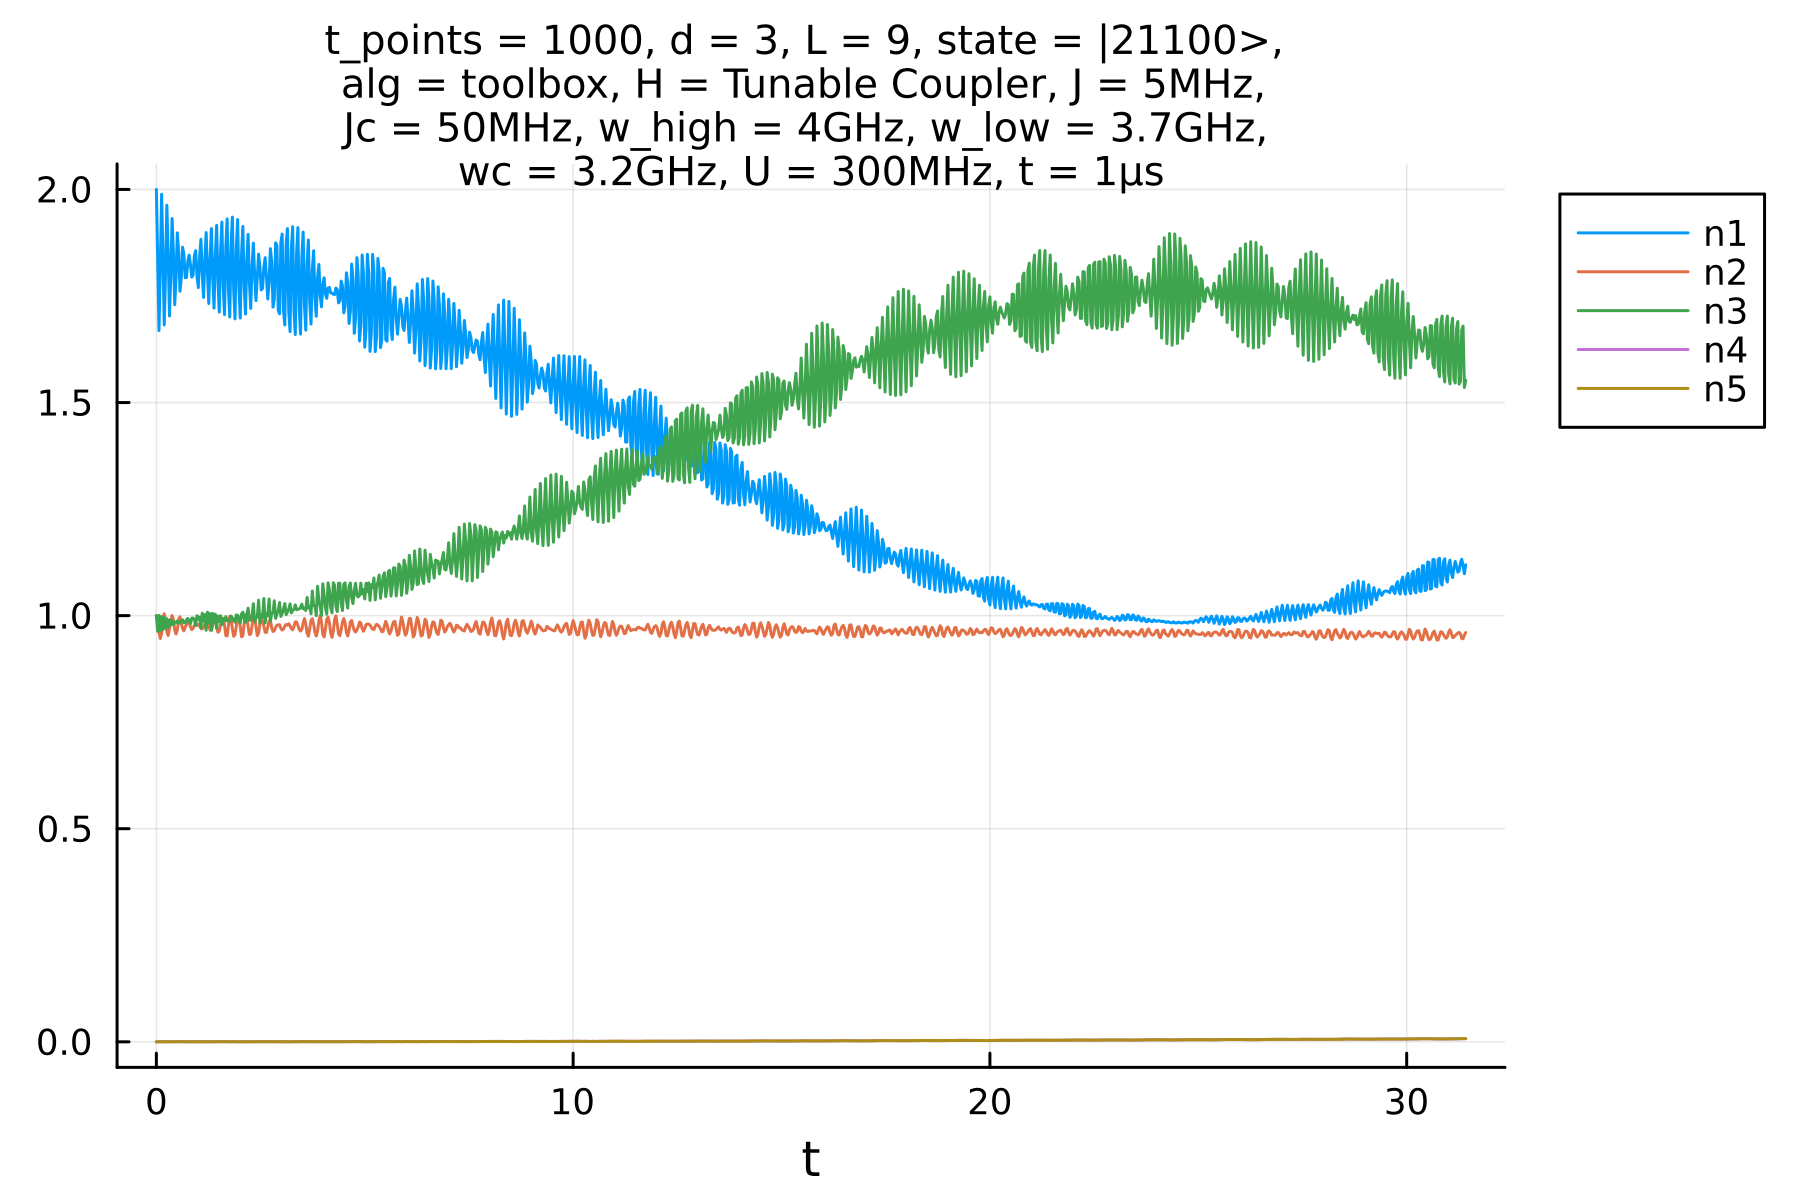 t_points = 1000, d = 3, L = 9, state = |21100>,
alg = toolbox, H = Tunable Coupler, J = 5MHz,
Jc = 50MHz, w_high = 4GHz, w_low = 3.7GHz,
wc = 3.2GHz, U = 300MHz, t = 1μs
2.0
1.5
1.0
0.5
0.0
0
10
20
30
t
n1
n2
n3
n4
n5